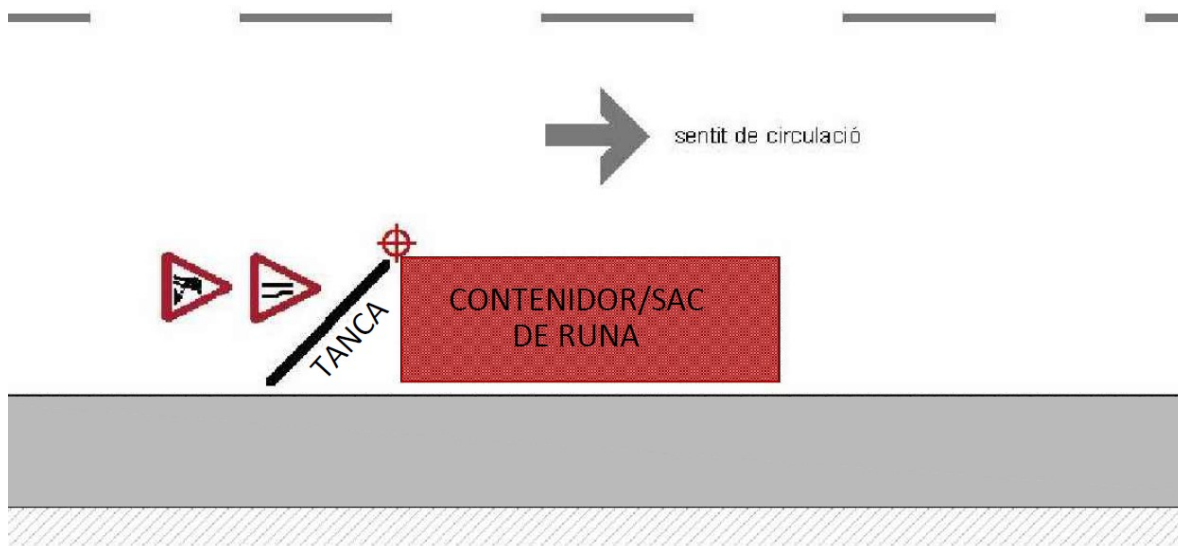 sentit de circulació
TANCA
CONTENIDOR/SAC
DE RUNA